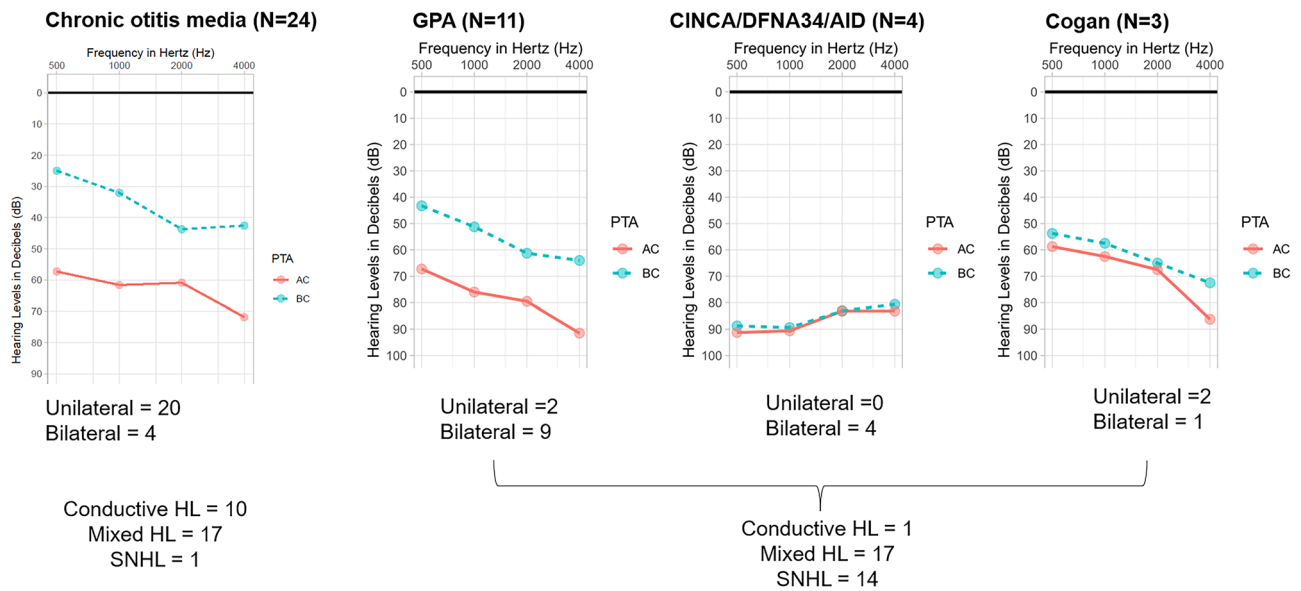 Chronic otitis media (N=24)
Frequency in Hertz (Hz)
500 1000 2000 4000
0
10
20
30
40
50
60
70
80
90
Hearing Levels in Decibels (dB)
PTA
AC
BC
Unilateral = 20
Bilateral = 4
Conductive HL = 10
Mixed HL = 17
SNHL = 1
GPA (N=11)
Frequency in Hertz (Hz)
500 1000 2000 4000
0
10
20
30
40
50
60
70
80
90
100
Hearing Levels in Decibels (dB)
PTA
AC
BC
Unilateral =2
Bilateral = 9
CINCA/DFNA34/AID (N=4)
Frequency in Hertz (Hz)
500 1000 2000 4000
0
10
20
30
40
50
60
70
80
90
100
Hearing Levels in Decibels (dB)
PTA
AC
BC
Unilateral =0
Bilateral = 4
Cogan (N=3)
Frequency in Hertz (Hz)
500 1000 2000 4000
0
10
20
30
40
50
60
70
80
90
100
Hearing Levels in Decibels (dB)
PTA
AC
BC
Unilateral =2
Bilateral = 1
Conductive HL = 1
Mixed HL = 17
SNHL = 14